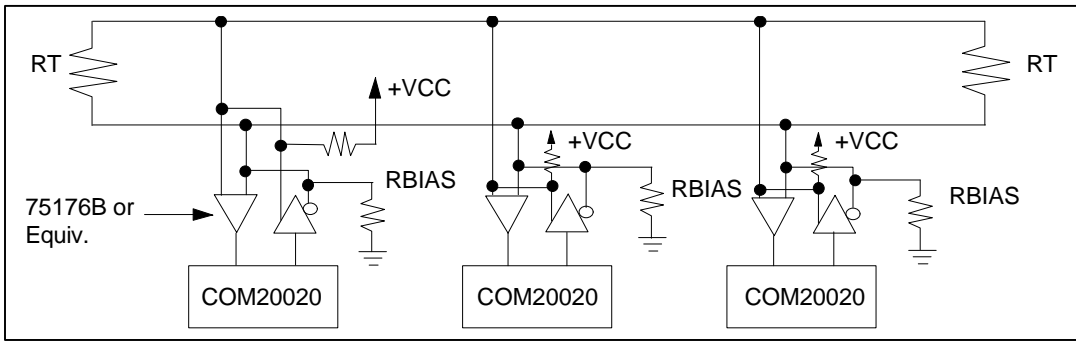 RT
RT
+VCC
+VCC
+VCC
RBIAS
RBIAS
RBIAS
75176B or
Equiv.
COM20020
COM20020
COM20020